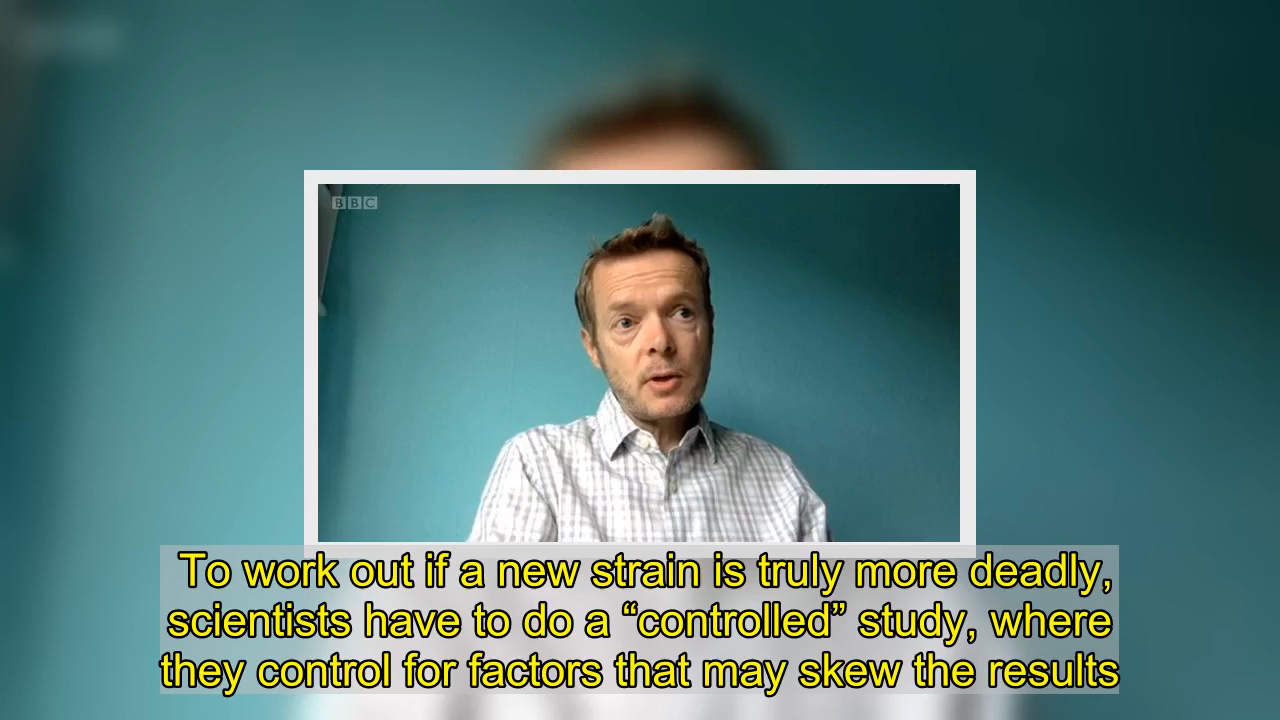 BBC
To work out if a new strain is truly more deadly,
scientists have to do a “controlled” study, where
they control for factors that may skew the results